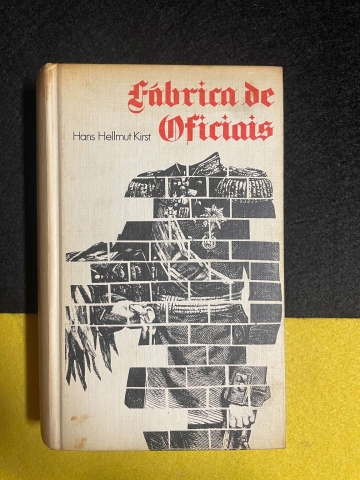 Fábrica de
Oficiais
Hans Hellmut Kirst